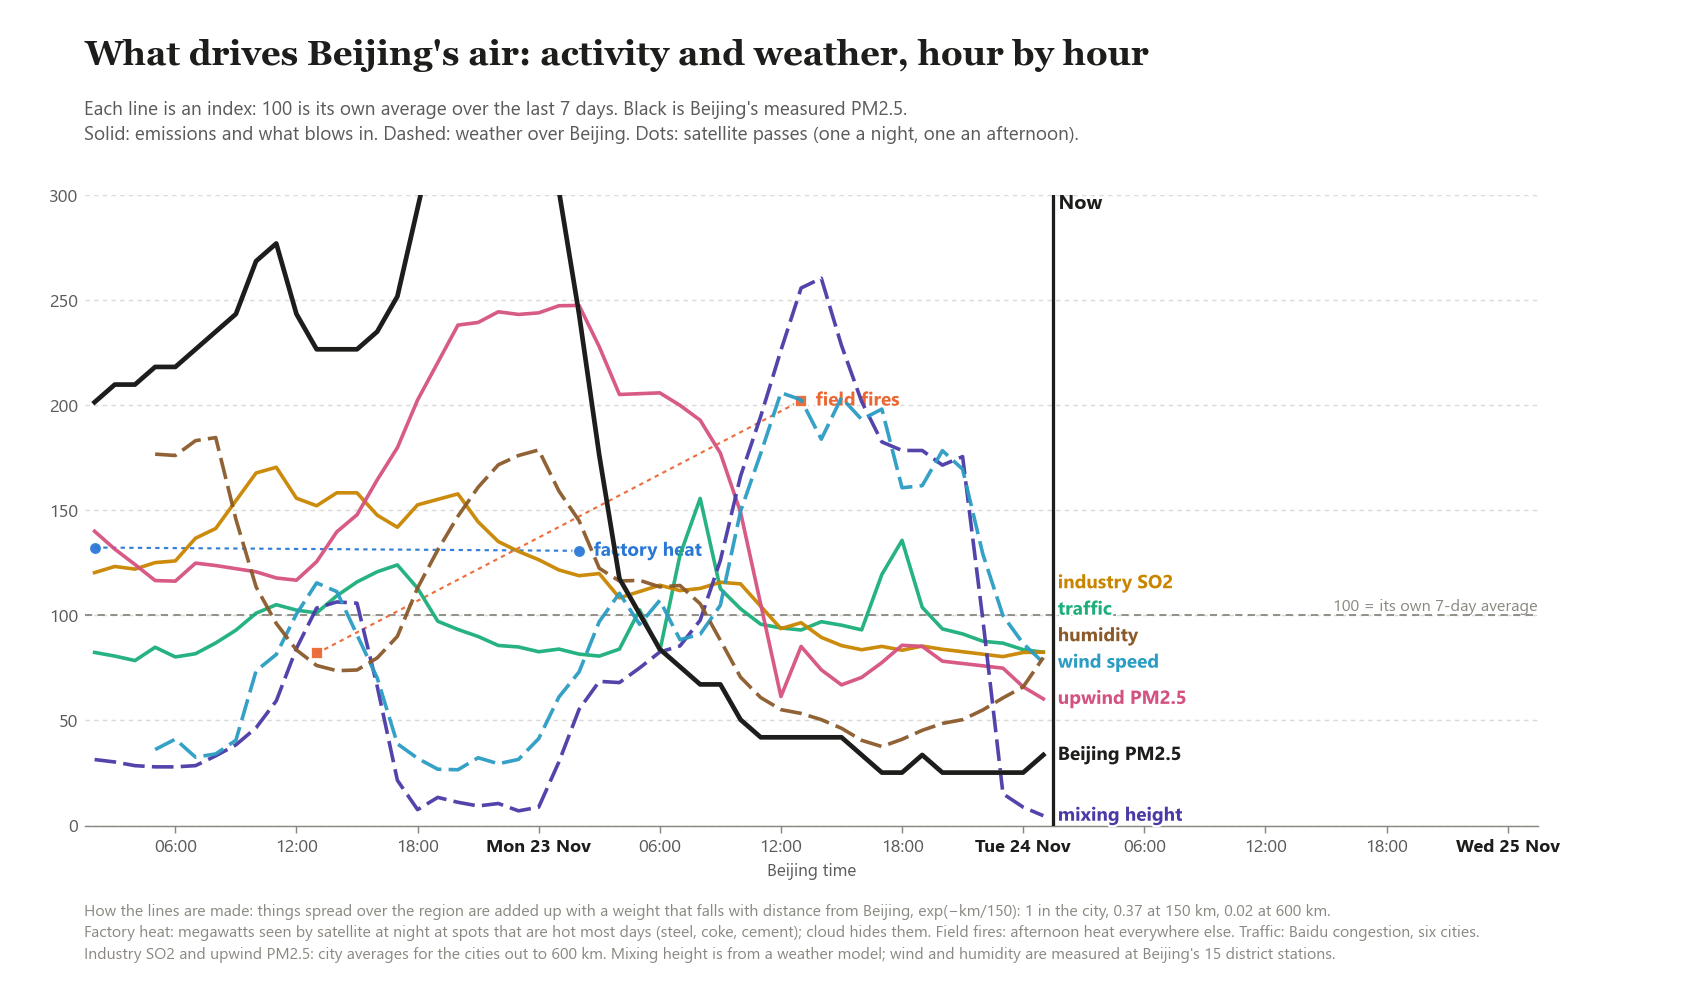 What drives Beijing's air: activity and weather, hour by hour
Each line is an index: 100 is its own average over the last 7 days. Black is Beijing's measured PM2.5.
Solid: emissions and what blows in. Dashed: weather over Beijing. Dots: satellite passes (one a night, one an afternoon).
300
Now
250
200
field fires
150
factory heat
industry SO2
100
100 = its own 7-day average
traffic
humidity
wind speed
upwind PM2.5
50
Beijing PM2.5
mixing height
0
06:00 12:00 18:00 Mon 23 Nov 06:00 12:00 18:00 Tue 24 Nov 06:00 12:00 18:00 Wed 25 Nov
Beijing time
How the lines are made: things spread over the region are added up with a weight that falls with distance from Beijing, exp(−km/150): 1 in the city, 0.37 at 150 km, 0.02 at 600 km.
Factory heat: megawatts seen by satellite at night at spots that are hot most days (steel, coke, cement); cloud hides them. Field fires: afternoon heat everywhere else. Traffic: Baidu congestion, six cities.
Industry SO2 and upwind PM2.5: city averages for the cities out to 600 km. Mixing height is from a weather model; wind and humidity are measured at Beijing's 15 district stations.